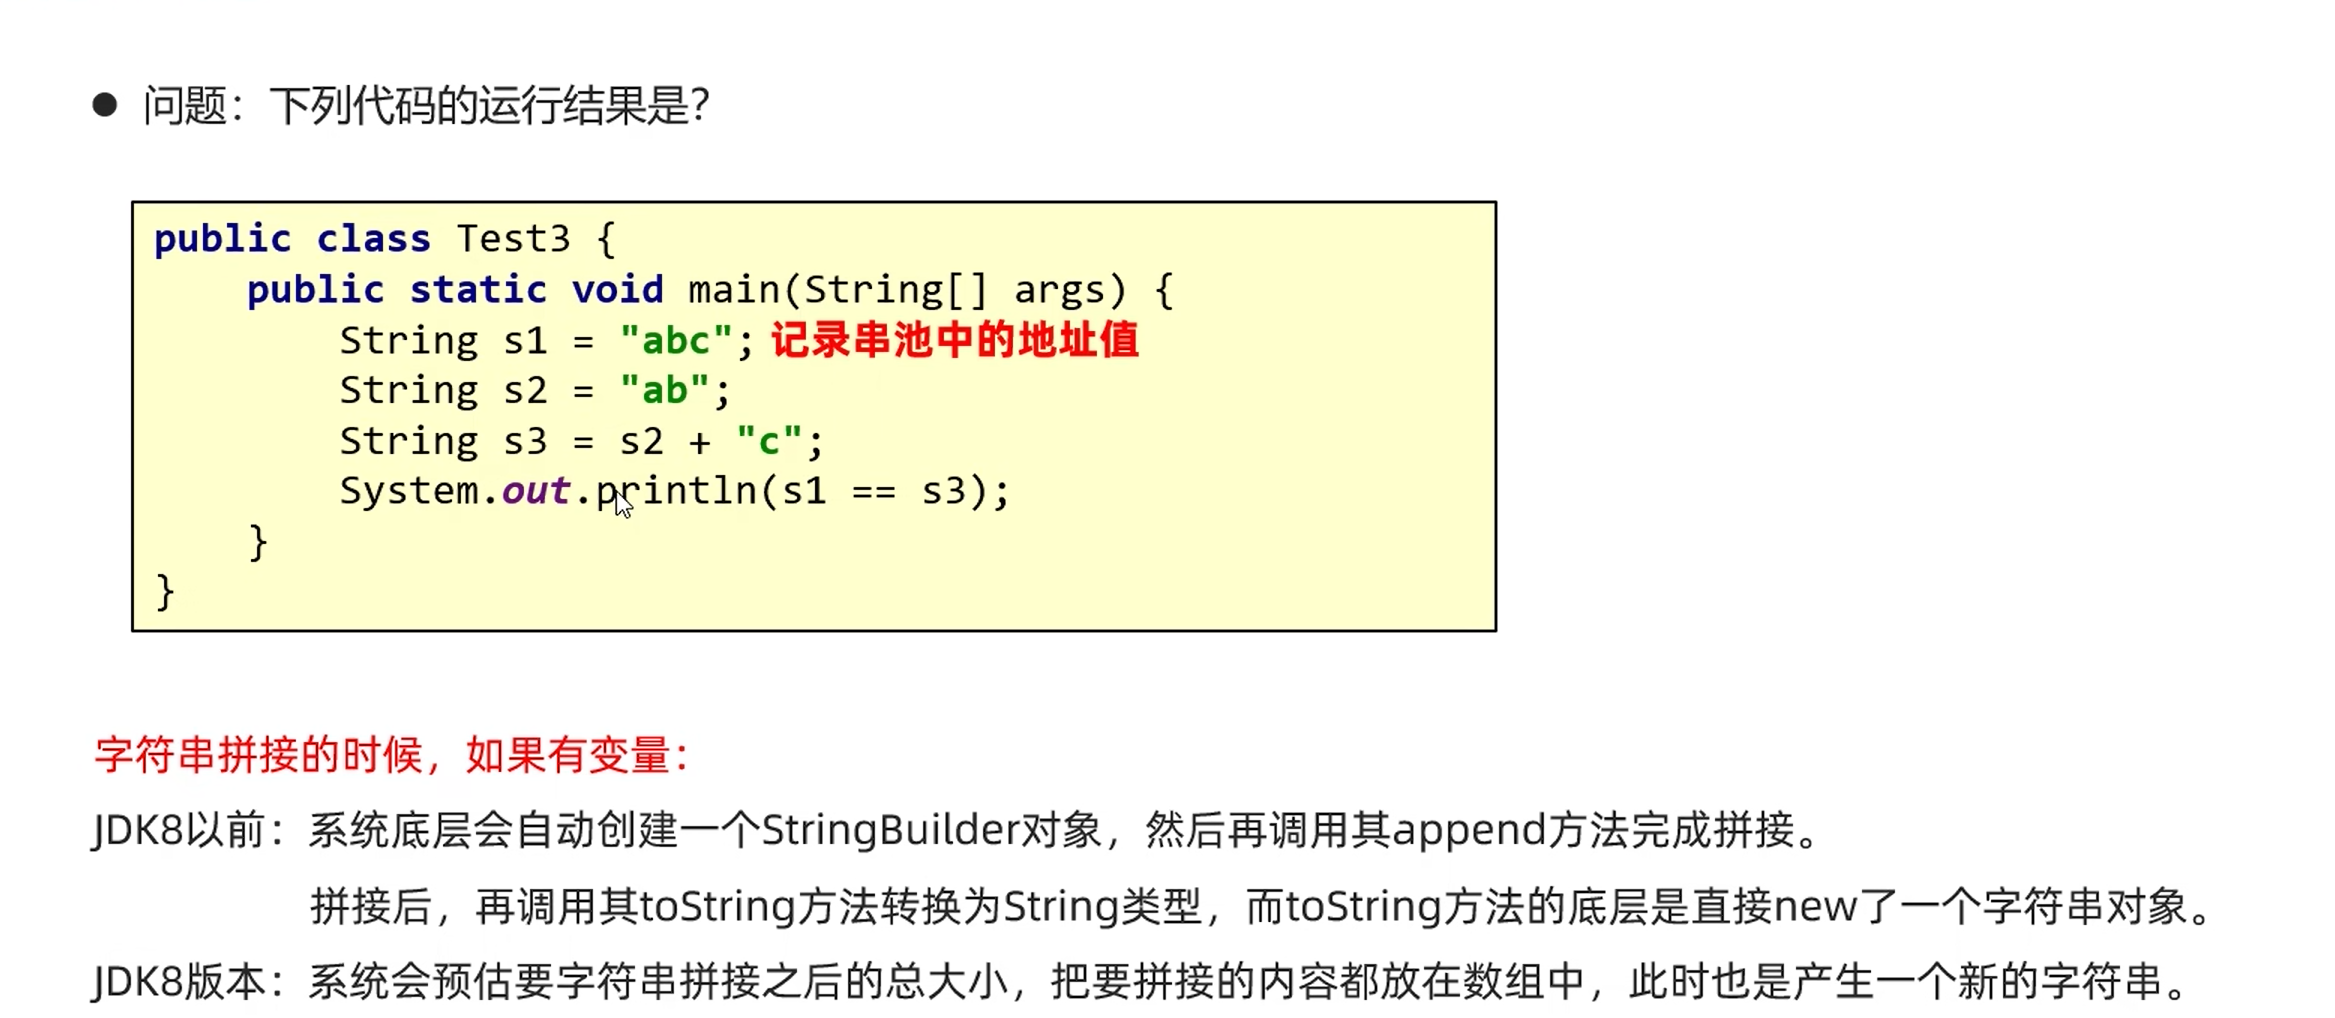 ● 问题：下列代码的运行结果是？
public class Test3 {
    public static void main(String[] args) {
        String s1 = "abc"; 记录串池中的地址值
        String s2 = "ab";
        String s3 = s2 + "c";
        System.out.println(s1 == s3);
    }
}
字符串拼接的时候，如果有变量：
JDK8以前：系统底层会自动创建一个StringBuilder对象，然后再调用其append方法完成拼接。
拼接后，再调用其toString方法转换为String类型，而toString方法的底层是直接new了一个字符串对象。
JDK8版本：系统会预估要字符串拼接之后的总大小，把要拼接的内容都放在数组中，此时也是产生一个新的字符串。